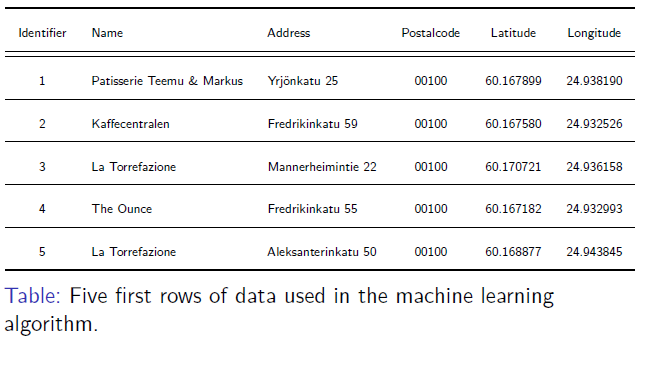 Identifier Name Address Postalcode Latitude Longitude
1 Patisserie Teemu & Markus Yrjönkatu 25 00100 60.167899 24.938190
2 Kaffecentralen Fredrikinkatu 59 00100 60.167580 24.932526
3 La Torrefazione Mannerheimintie 22 00100 60.170721 24.936158
4 The Ounce Fredrikinkatu 55 00100 60.167182 24.932993
5 La Torrefazione Aleksanterinkatu 50 00100 60.168877 24.943845
Table: Five first rows of data used in the machine learning
algorithm.